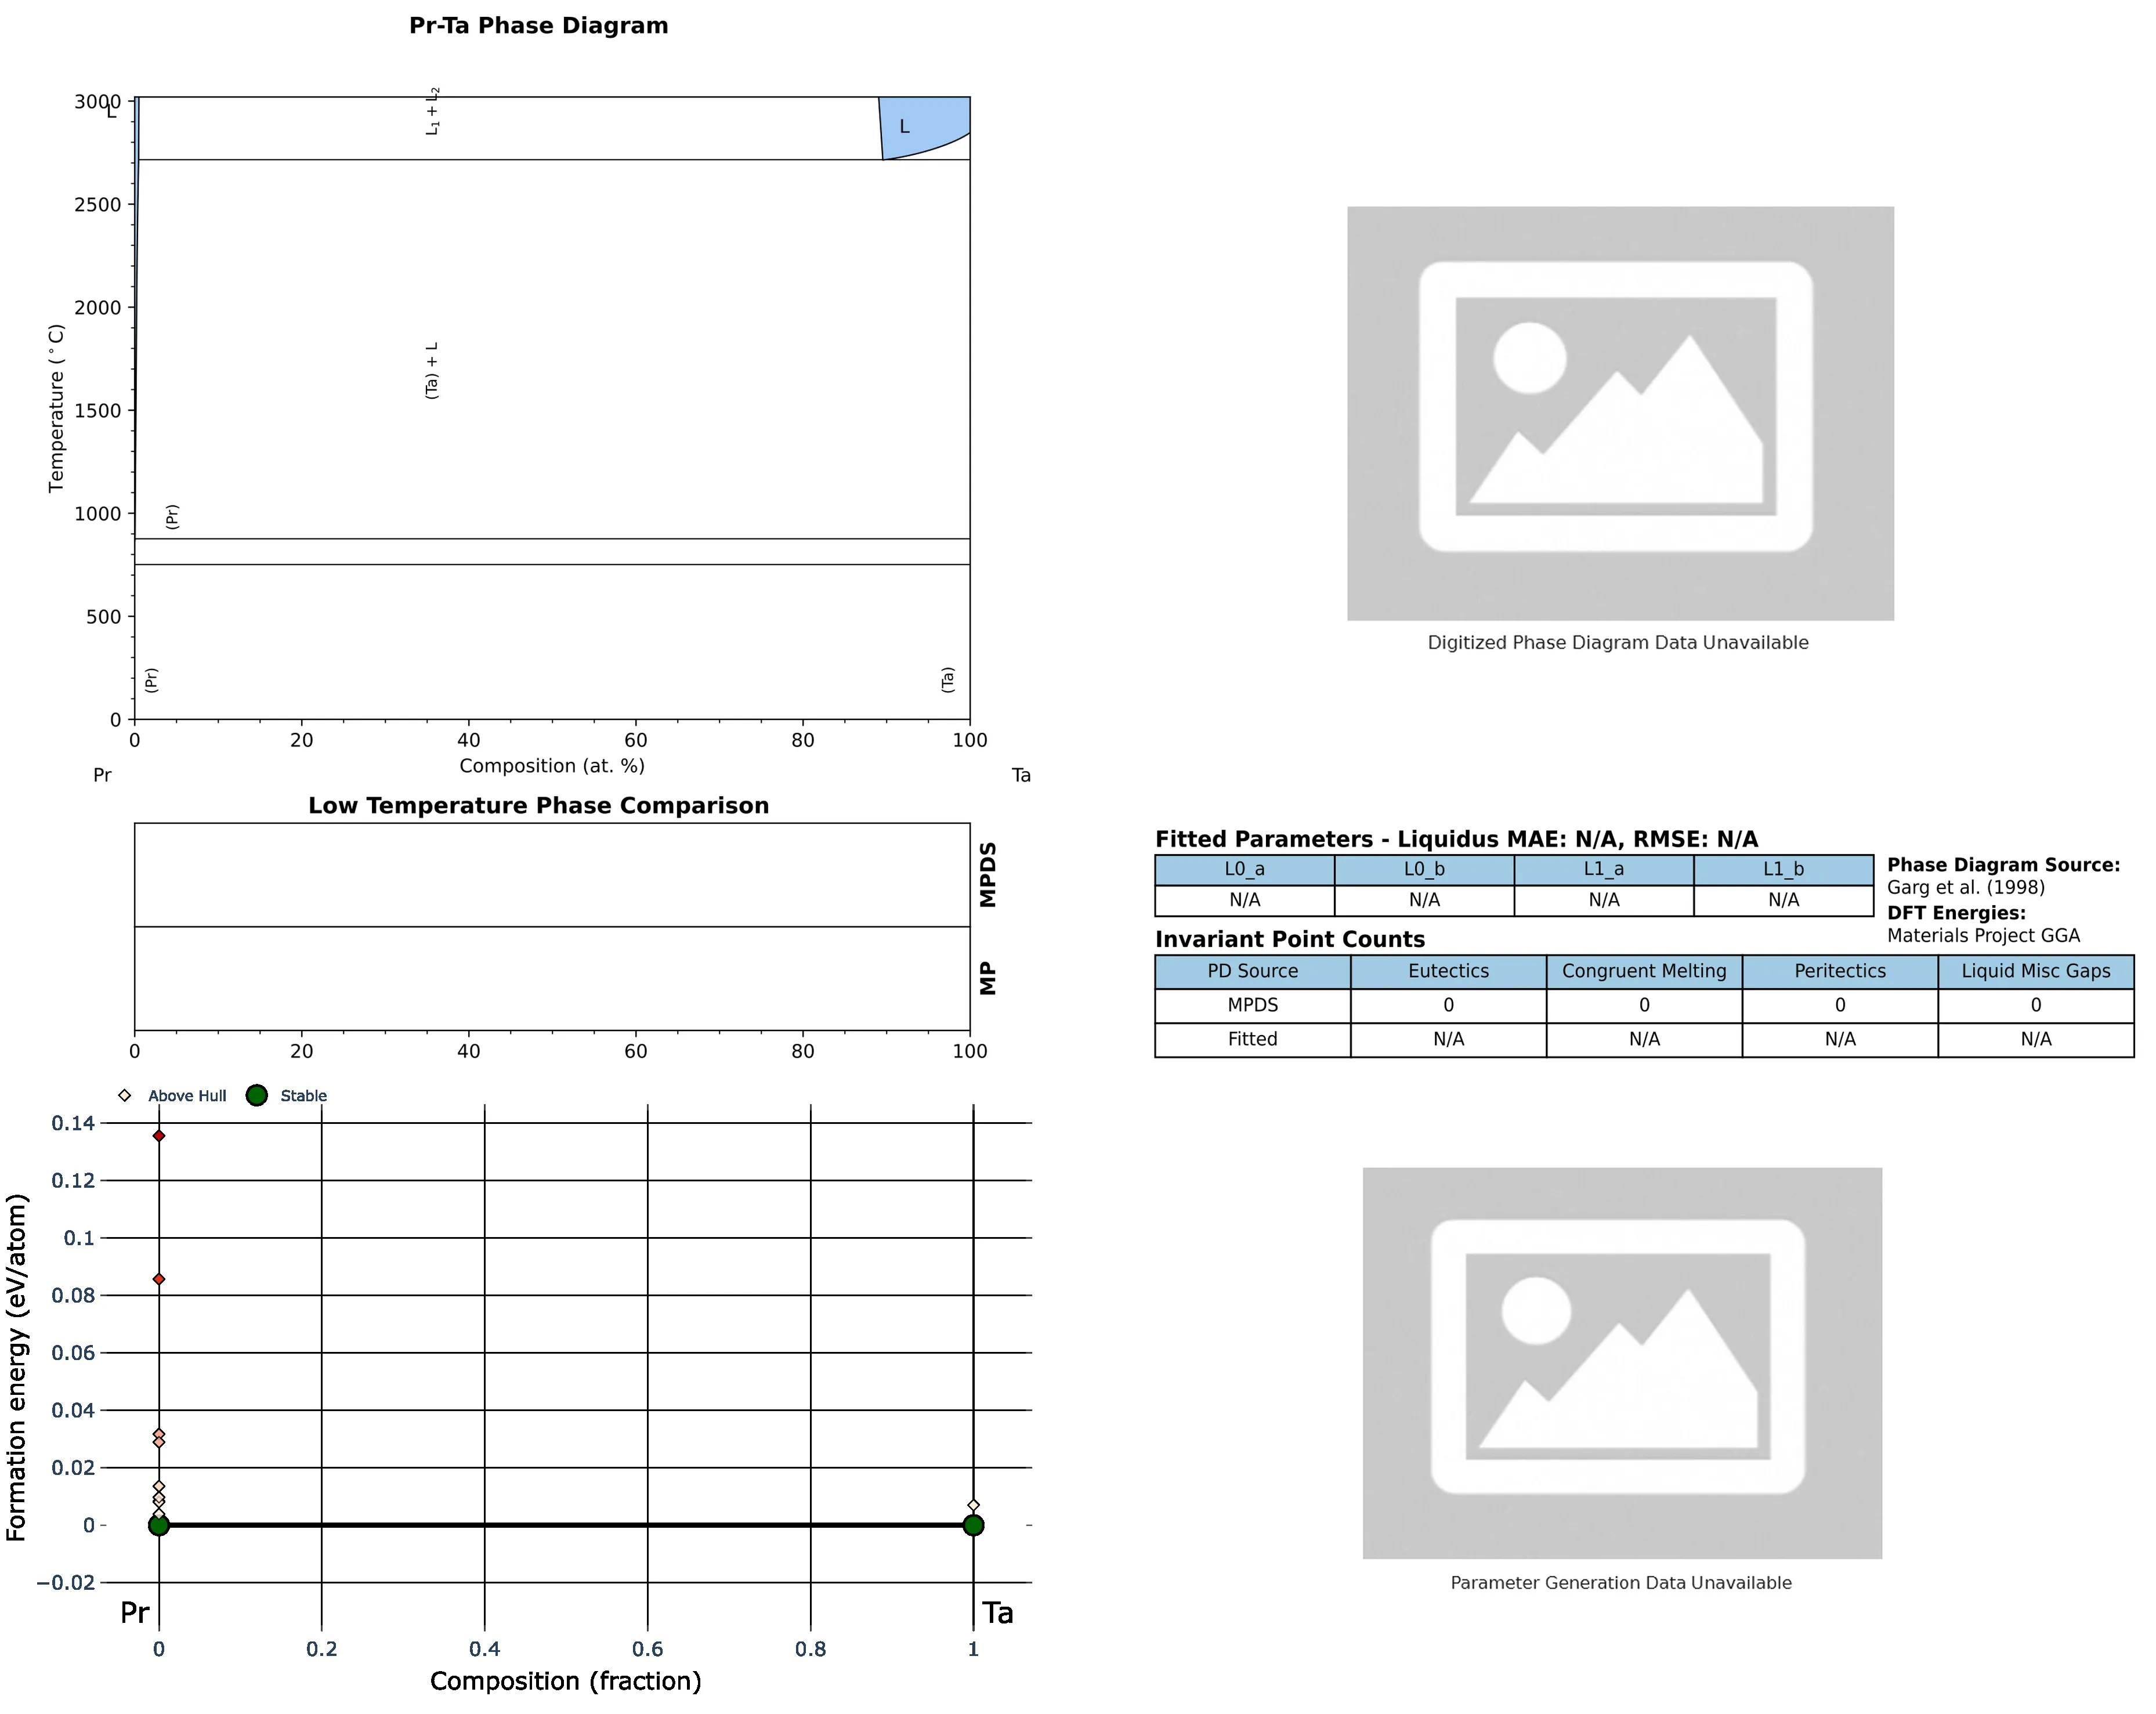 Pr-Ta Phase Diagram
3000
2500
2000
1500
1000
500
0
Temperature (°C)
L
L₁ + L₂
L
(Ta) + L
(Pr)
(Pr)
(Ta)
0 20 40 60 80 100
Pr Composition (at. %) Ta
Digitized Phase Diagram Data Unavailable
Low Temperature Phase Comparison
MPDS
MP
0 20 40 60 80 100
Fitted Parameters - Liquidus MAE: N/A, RMSE: N/A
L0_a L0_b L1_a L1_b
N/A N/A N/A N/A
Phase Diagram Source:
Garg et al. (1998)
DFT Energies:
Materials Project GGA
Invariant Point Counts
PD Source Eutectics Congruent Melting Peritectics Liquid Misc Gaps
MPDS 0 0 0 0
Fitted N/A N/A N/A N/A
Above Hull Stable
0.14
0.12
0.1
0.08
0.06
0.04
0.02
0
−0.02
Formation energy (eV/atom)
Pr Ta
0 0.2 0.4 0.6 0.8 1
Composition (fraction)
Parameter Generation Data Unavailable